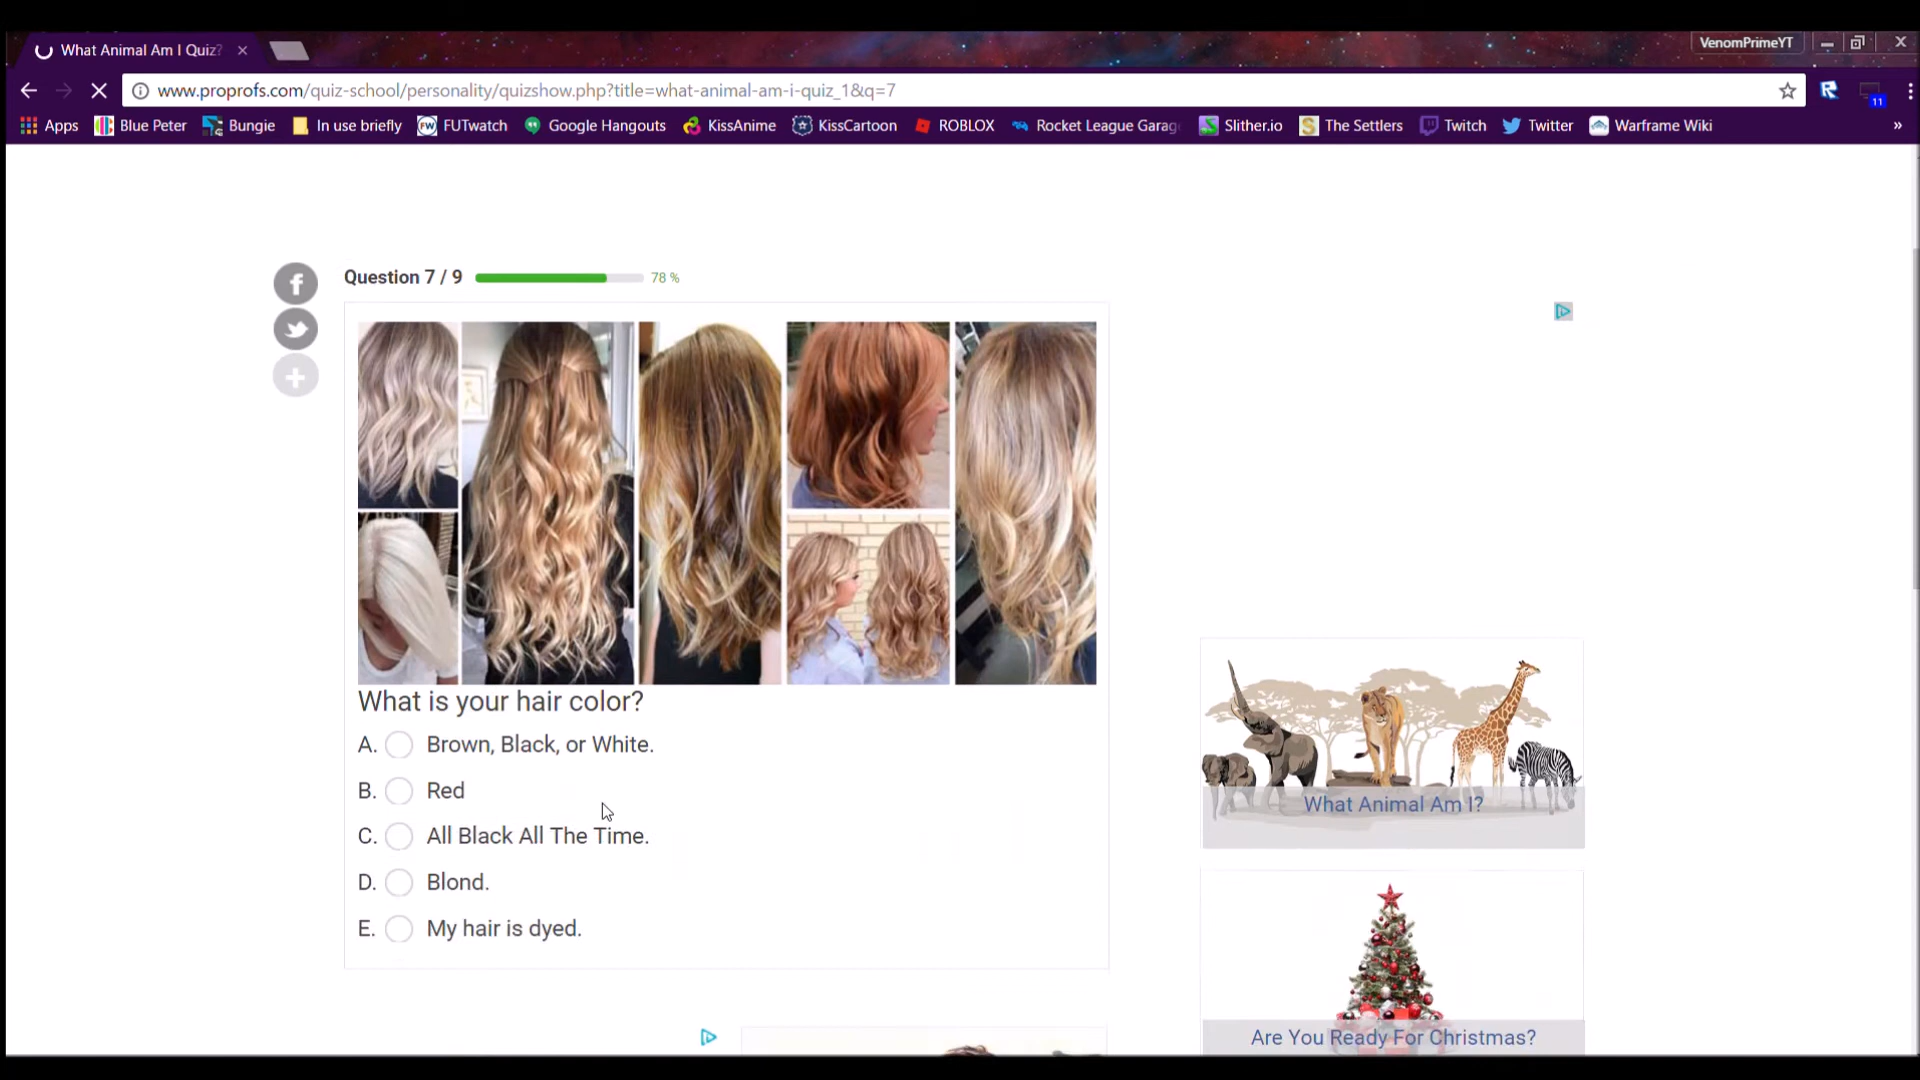 What Animal Am I Quiz?
VenomPrimeYT
www.proprofs.com/quiz-school/personality/quizshow.php?title=what-animal-am-i-quiz_1&q=7
11
Apps Blue Peter Bungie In use briefly FUTwatch Google Hangouts KissAnime KissCartoon ROBLOX Rocket League Garag Slither.io The Settlers Twitch Twitter Warframe Wiki »
Question 7 / 9 78 %
What is your hair color?
A. Brown, Black, or White.
B. Red
C. All Black All The Time.
D. Blond.
E. My hair is dyed.
What Animal Am I?
Are You Ready For Christmas?